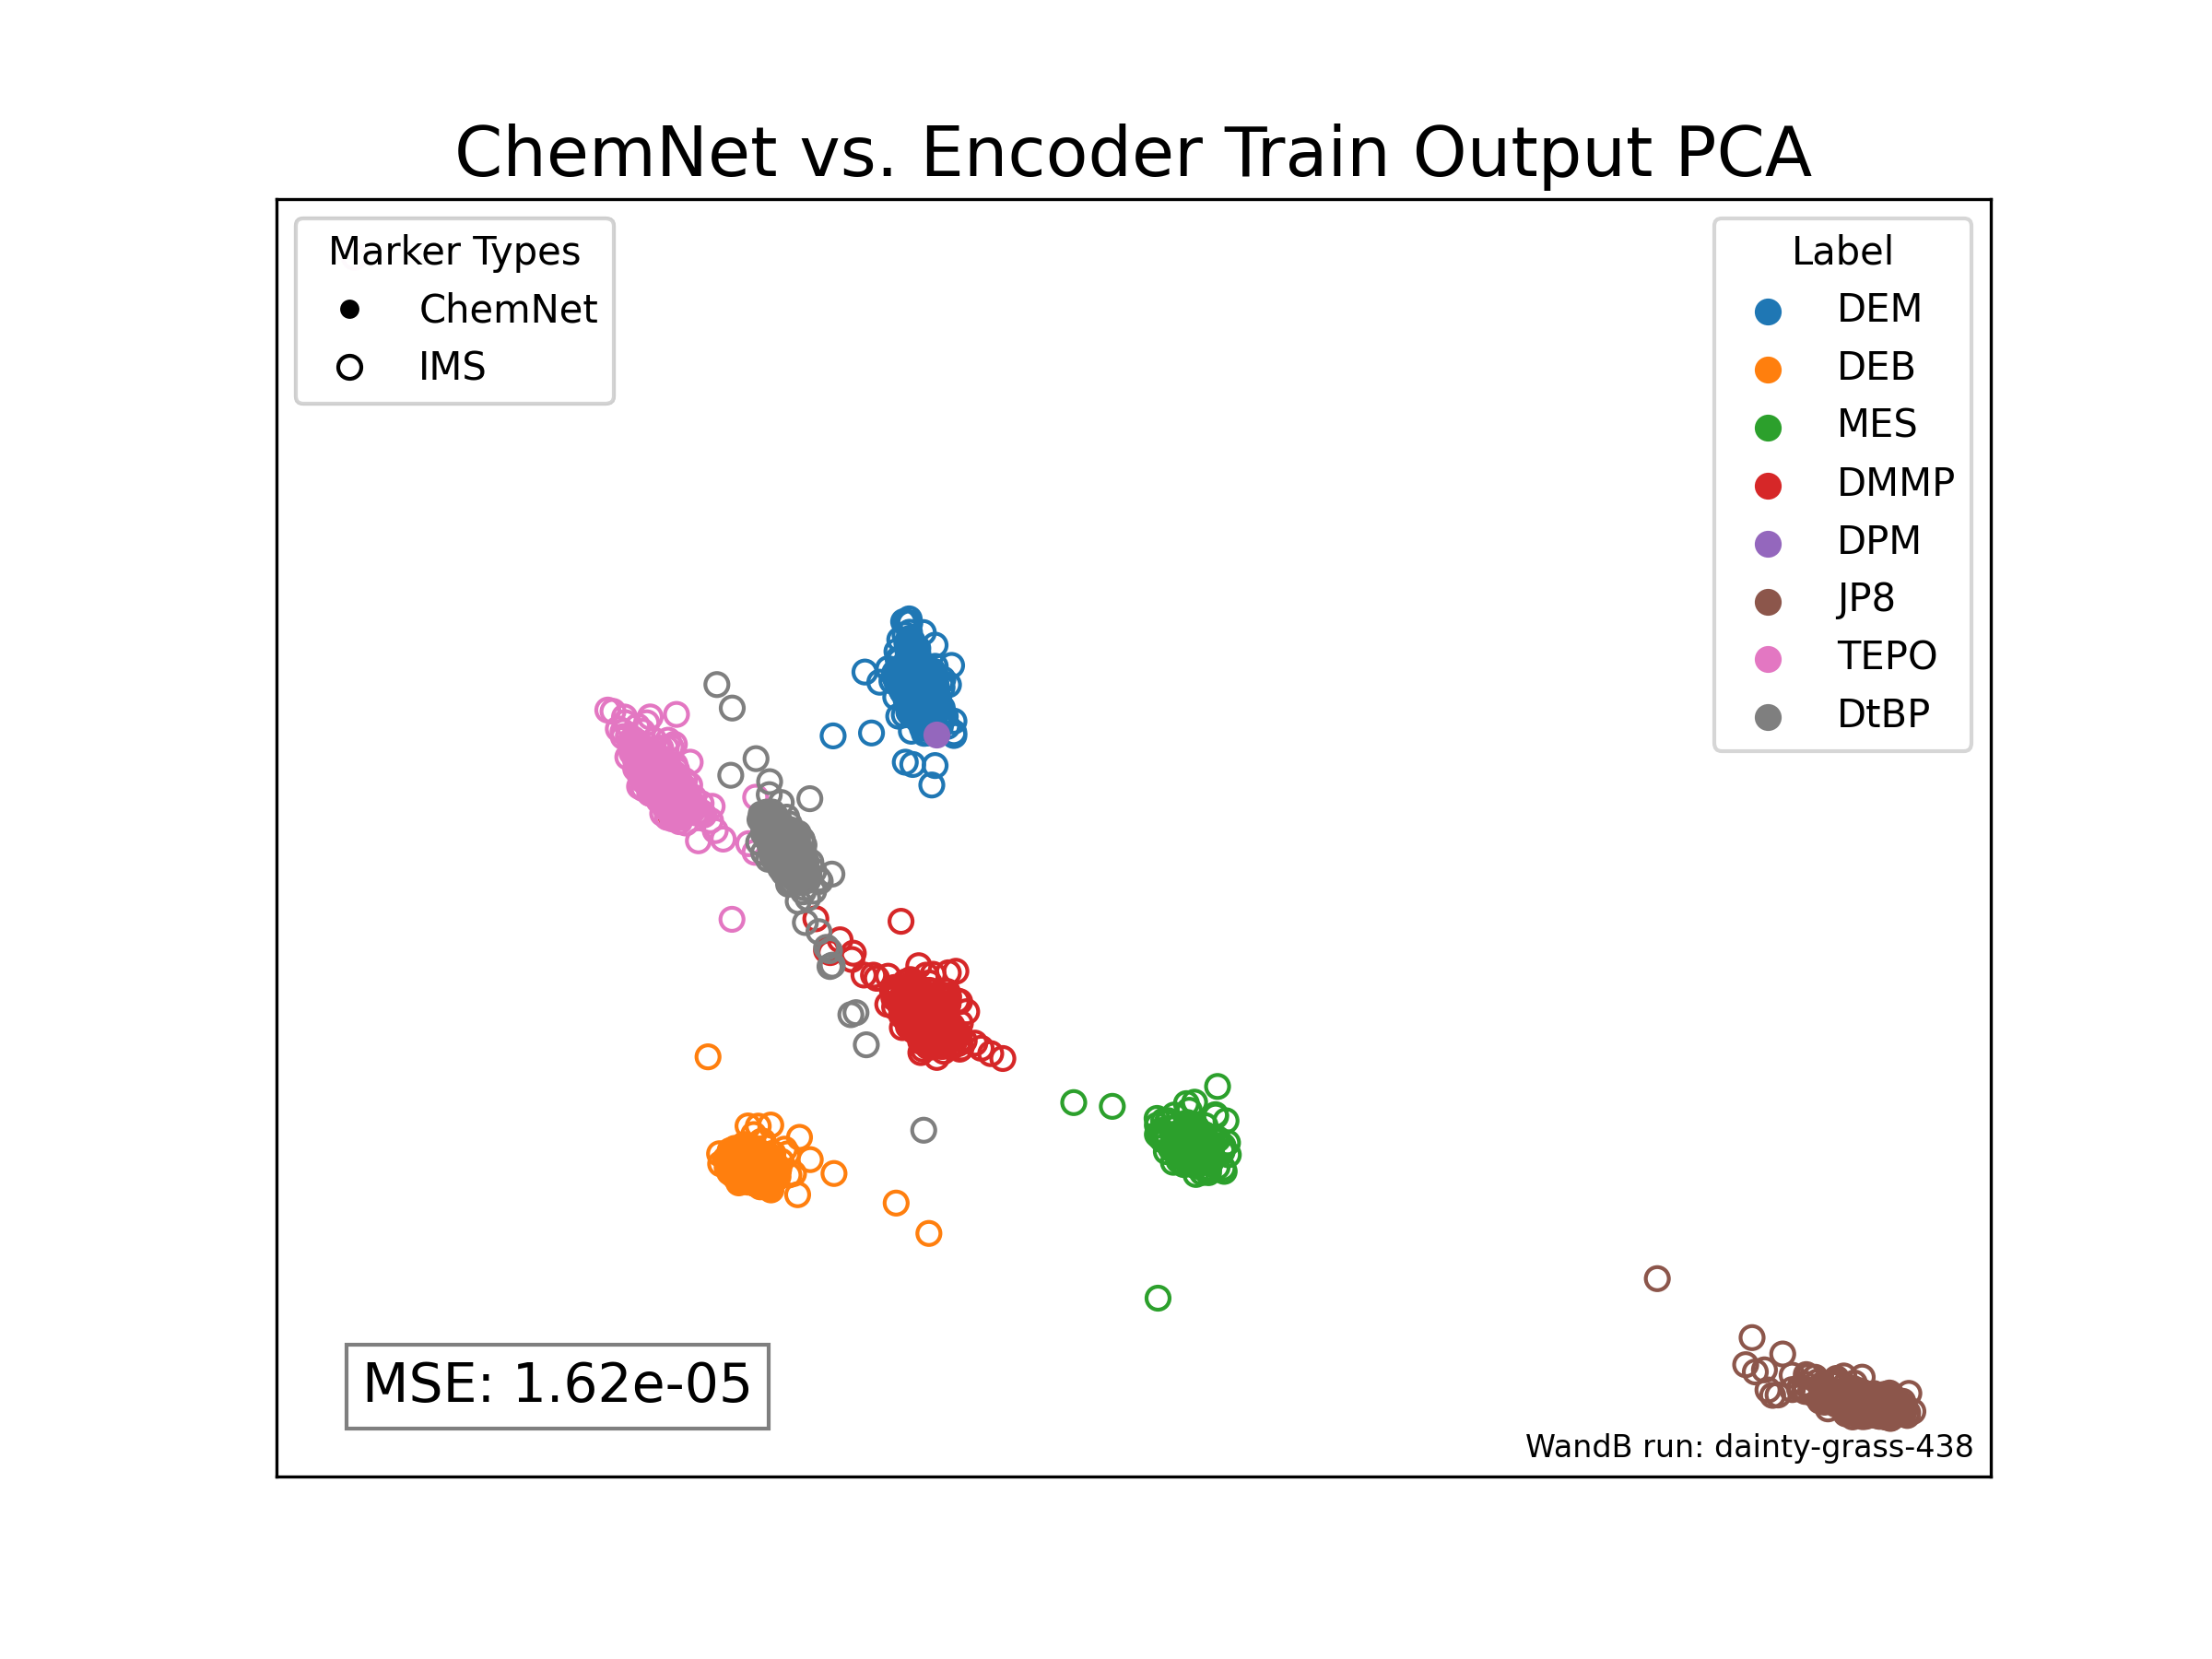 ChemNet vs. Encoder Train Output PCA
Marker Types
ChemNet
IMS
Label
DEM
DEB
MES
DMMP
DPM
JP8
TEPO
DtBP
MSE: 1.62e-05
WandB run: dainty-grass-438